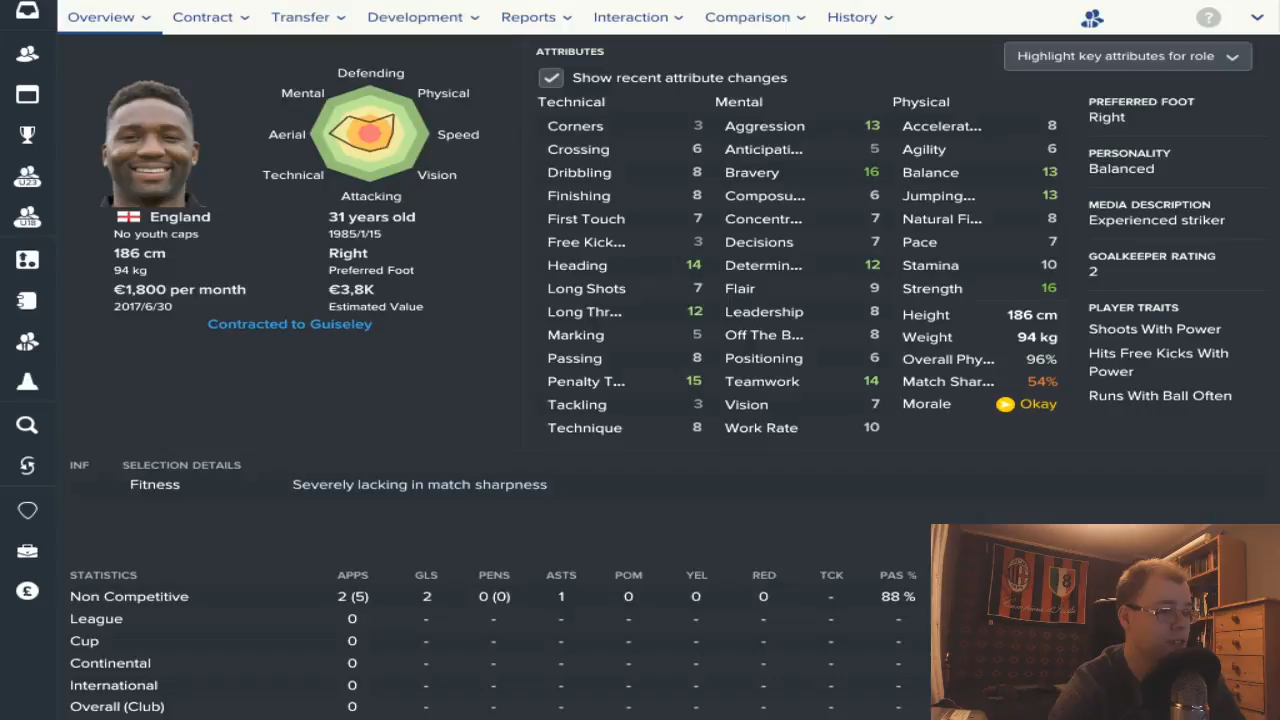 Overview Contract Transfer Development Reports Interaction Comparison History ?
ATTRIBUTES
Highlight key attributes for role
Show recent attribute changes
Defending
Mental Physical
Aerial Speed
Technical Vision
Attacking
England
No youth caps
186 cm
94 kg
€1,800 per month
2017/6/30
31 years old
1985/1/15
Right
Preferred Foot
€3,8K
Estimated Value
Contracted to Guiseley
Technical Mental Physical
Corners 3 Aggression 13 Accelerat... 8
Crossing 6 Anticipati... 5 Agility 6
Dribbling 8 Bravery 16 Balance 13
Finishing 8 Composu... 6 Jumping... 13
First Touch 7 Concentr... 7 Natural Fi... 8
Free Kick... 3 Decisions 7 Pace 7
Heading 14 Determin... 12 Stamina 10
Long Shots 7 Flair 9 Strength 16
Long Thr... 12 Leadership 8 Height 186 cm
Marking 5 Off The B... 8 Weight 94 kg
Passing 8 Positioning 6 Overall Phy... 96%
Penalty T... 15 Teamwork 14 Match Shar... 54%
Tackling 3 Vision 7 Morale Okay
Technique 8 Work Rate 10
PREFERRED FOOT
Right
PERSONALITY
Balanced
MEDIA DESCRIPTION
Experienced striker
GOALKEEPER RATING
2
PLAYER TRAITS
Shoots With Power
Hits Free Kicks With
Power
Runs With Ball Often
U23
U18
£
INF SELECTION DETAILS
Fitness Severely lacking in match sharpness
STATISTICS APPS GLS PENS ASTS POM YEL RED TCK PAS %
Non Competitive 2 (5) 2 0 (0) 1 0 0 0 - 88 %
League 0 - - - - - - - -
Cup 0 - - - - - - - -
Continental 0 - - - - - - - -
International 0 - - - - - - - -
Overall (Club) 0 - - - - - - - -